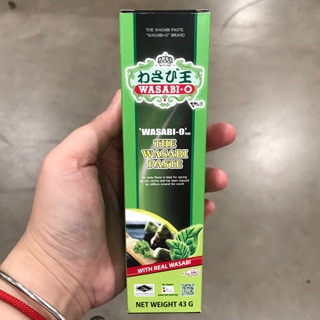 THE WASABI PASTE
"WASABI-O" BRAND
わさび王
WASABI-O
'WASABI-O'
THE
WASABI
PASTE
WITH REAL WASABI
NET WEIGHT 43 G